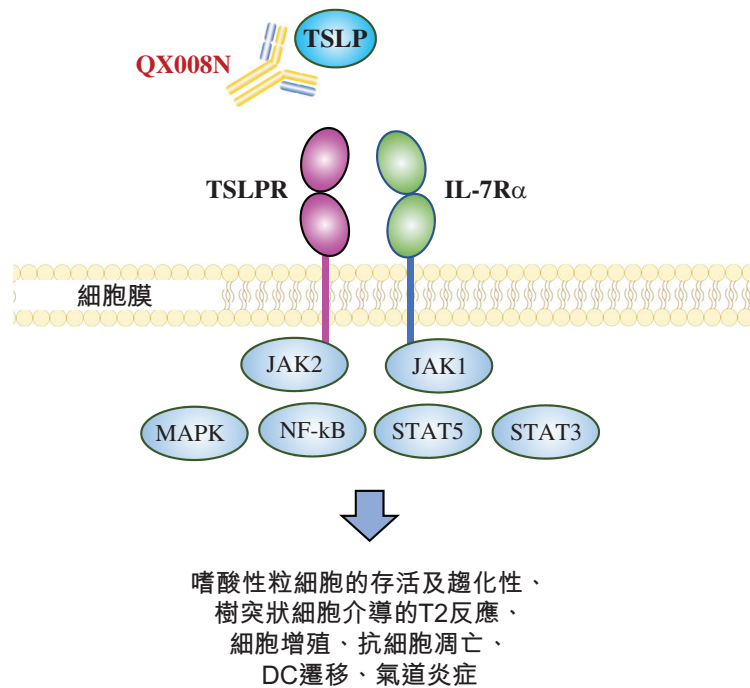 TSLP
QX008N
TSLPR
IL-7Rα
細胞膜
JAK2
JAK1
MAPK
NF-kB
STAT5
STAT3
嗜酸性粒細胞的存活及趨化性、
樹突狀細胞介導的T2反應、
細胞增殖、抗細胞凋亡、
DC遷移、氣道炎症